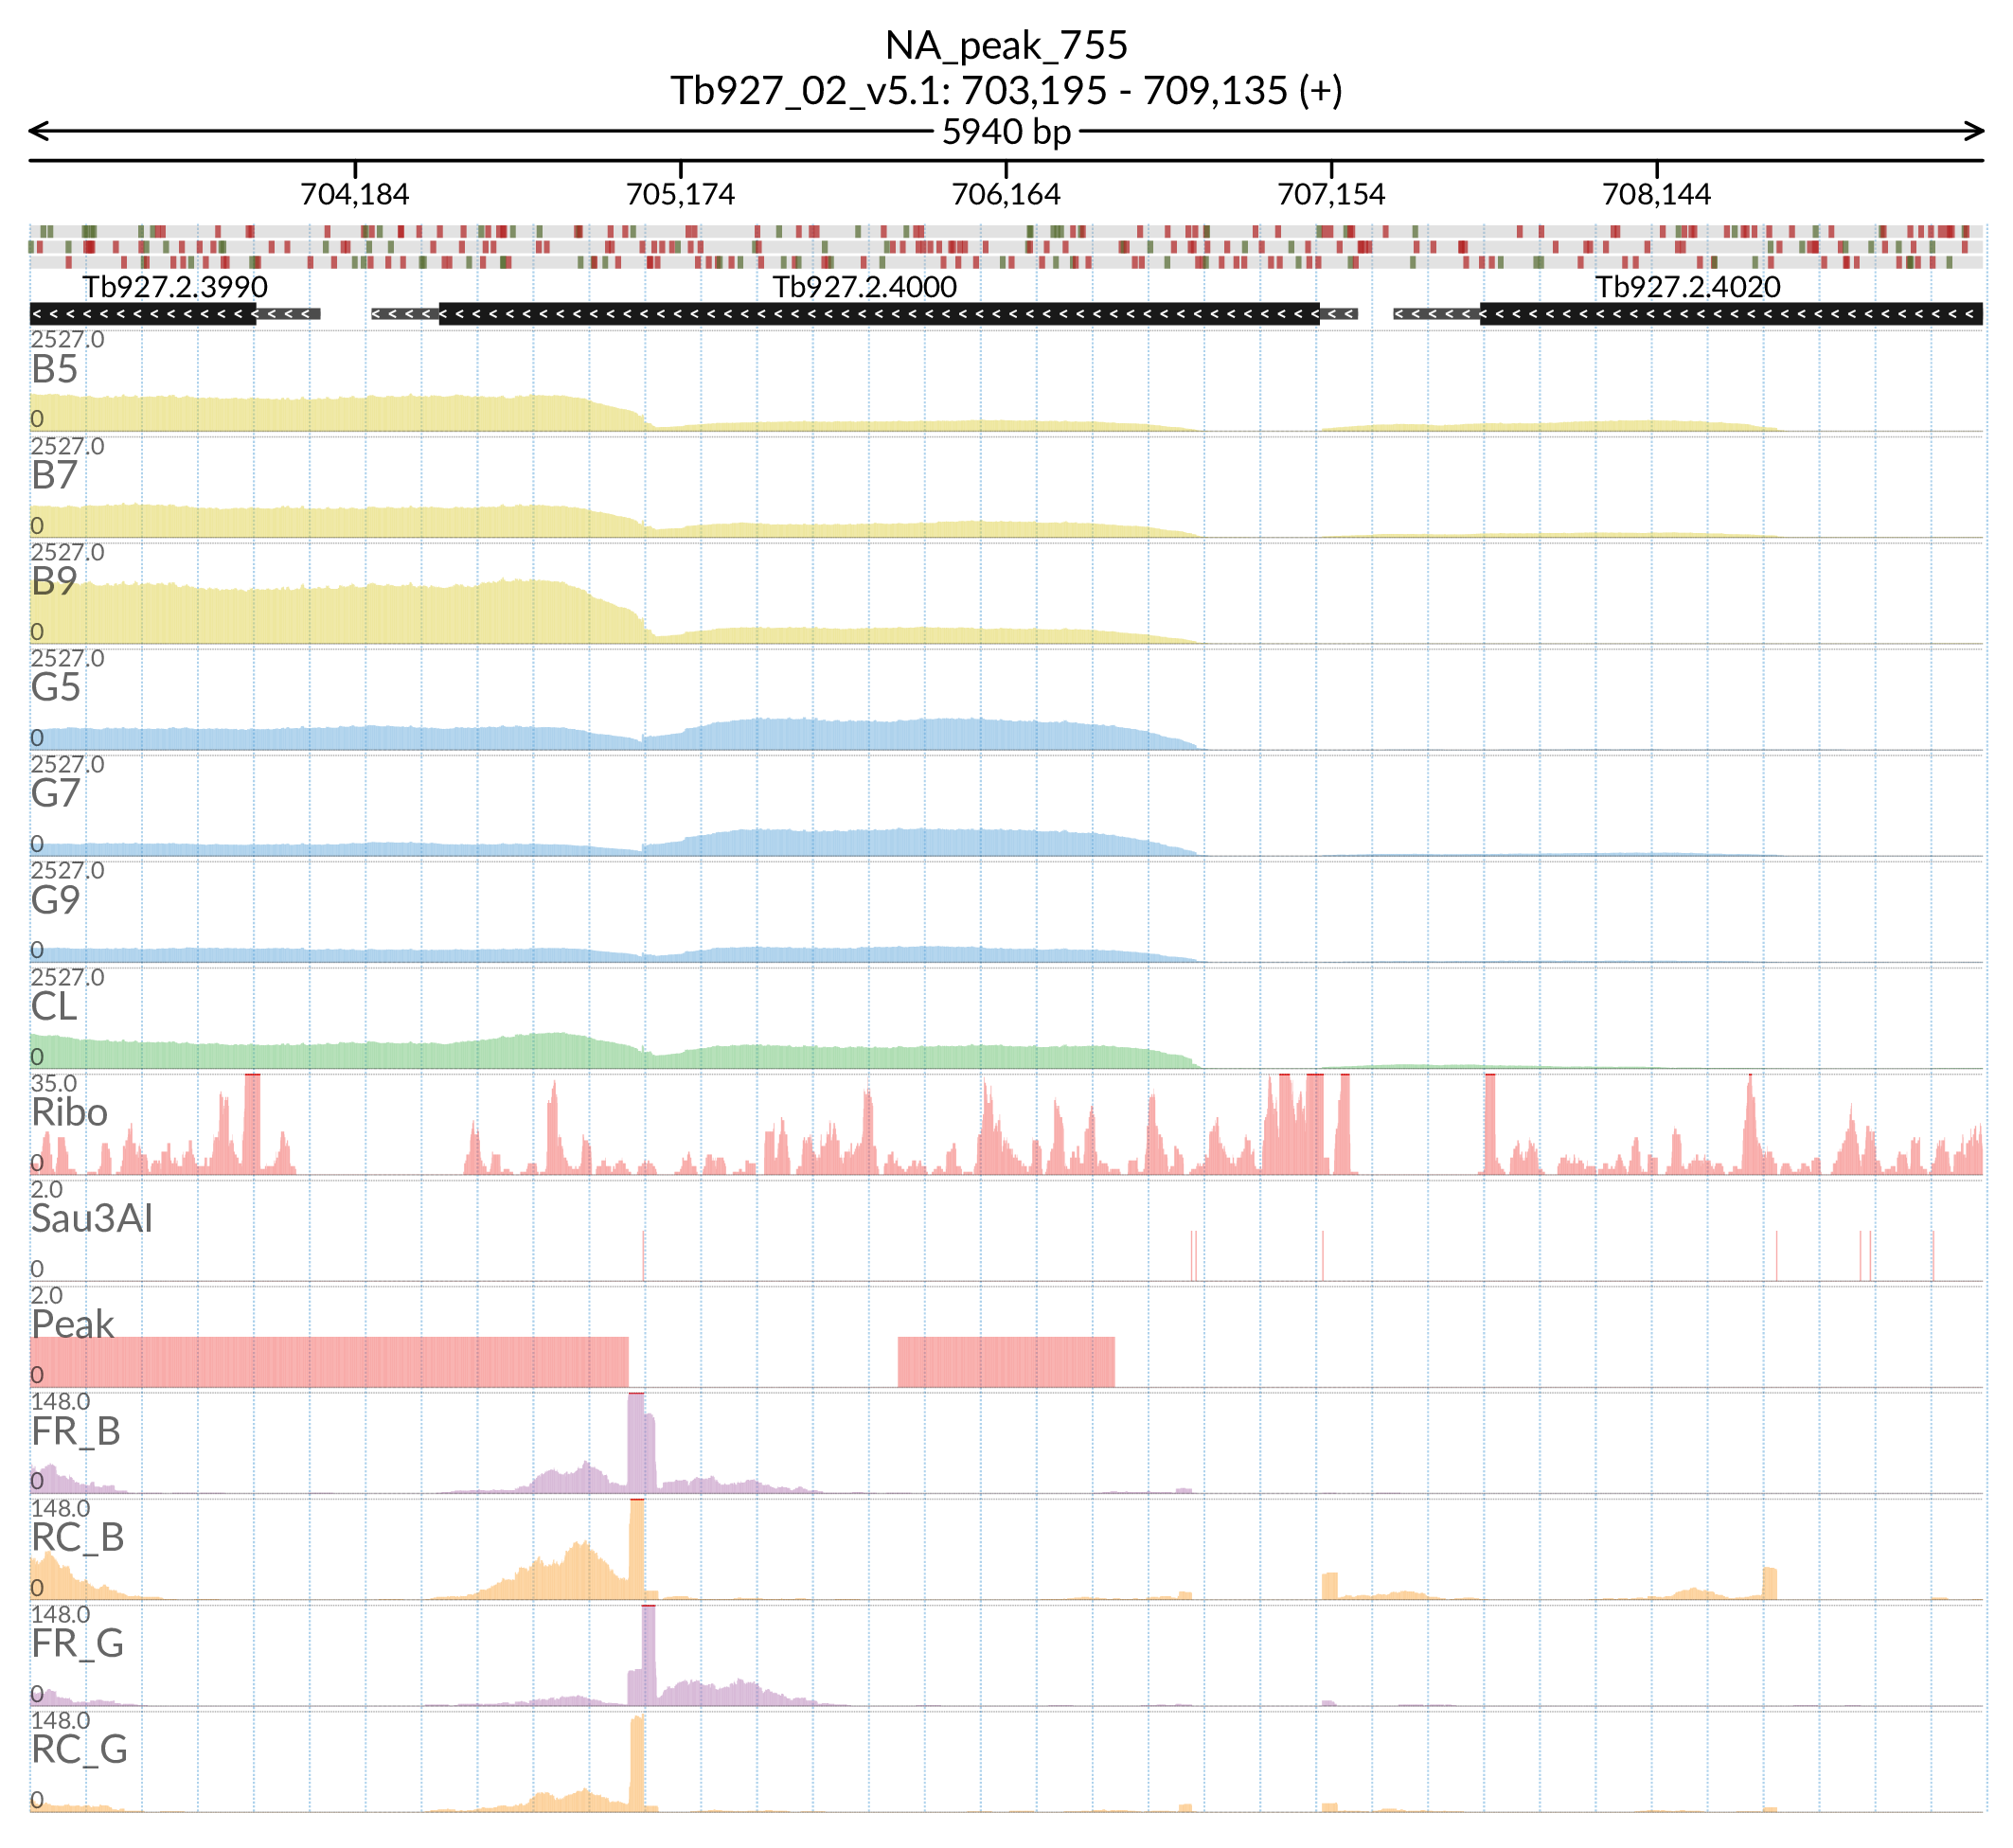 NA_peak_755
Tb927_02_v5.1: 703,195 - 709,135 (+)
5940 bp
704,184 705,174 706,164 707,154 708,144
Tb927.2.3990 Tb927.2.4000 Tb927.2.4020
2527.0
B5
0
2527.0
B7
0
2527.0
B9
0
2527.0
G5
0
2527.0
G7
0
2527.0
G9
0
2527.0
CL
0
35.0
Ribo
0
2.0
Sau3AI
0
2.0
Peak
0
148.0
FR_B
0
148.0
RC_B
0
148.0
FR_G
0
148.0
RC_G
0